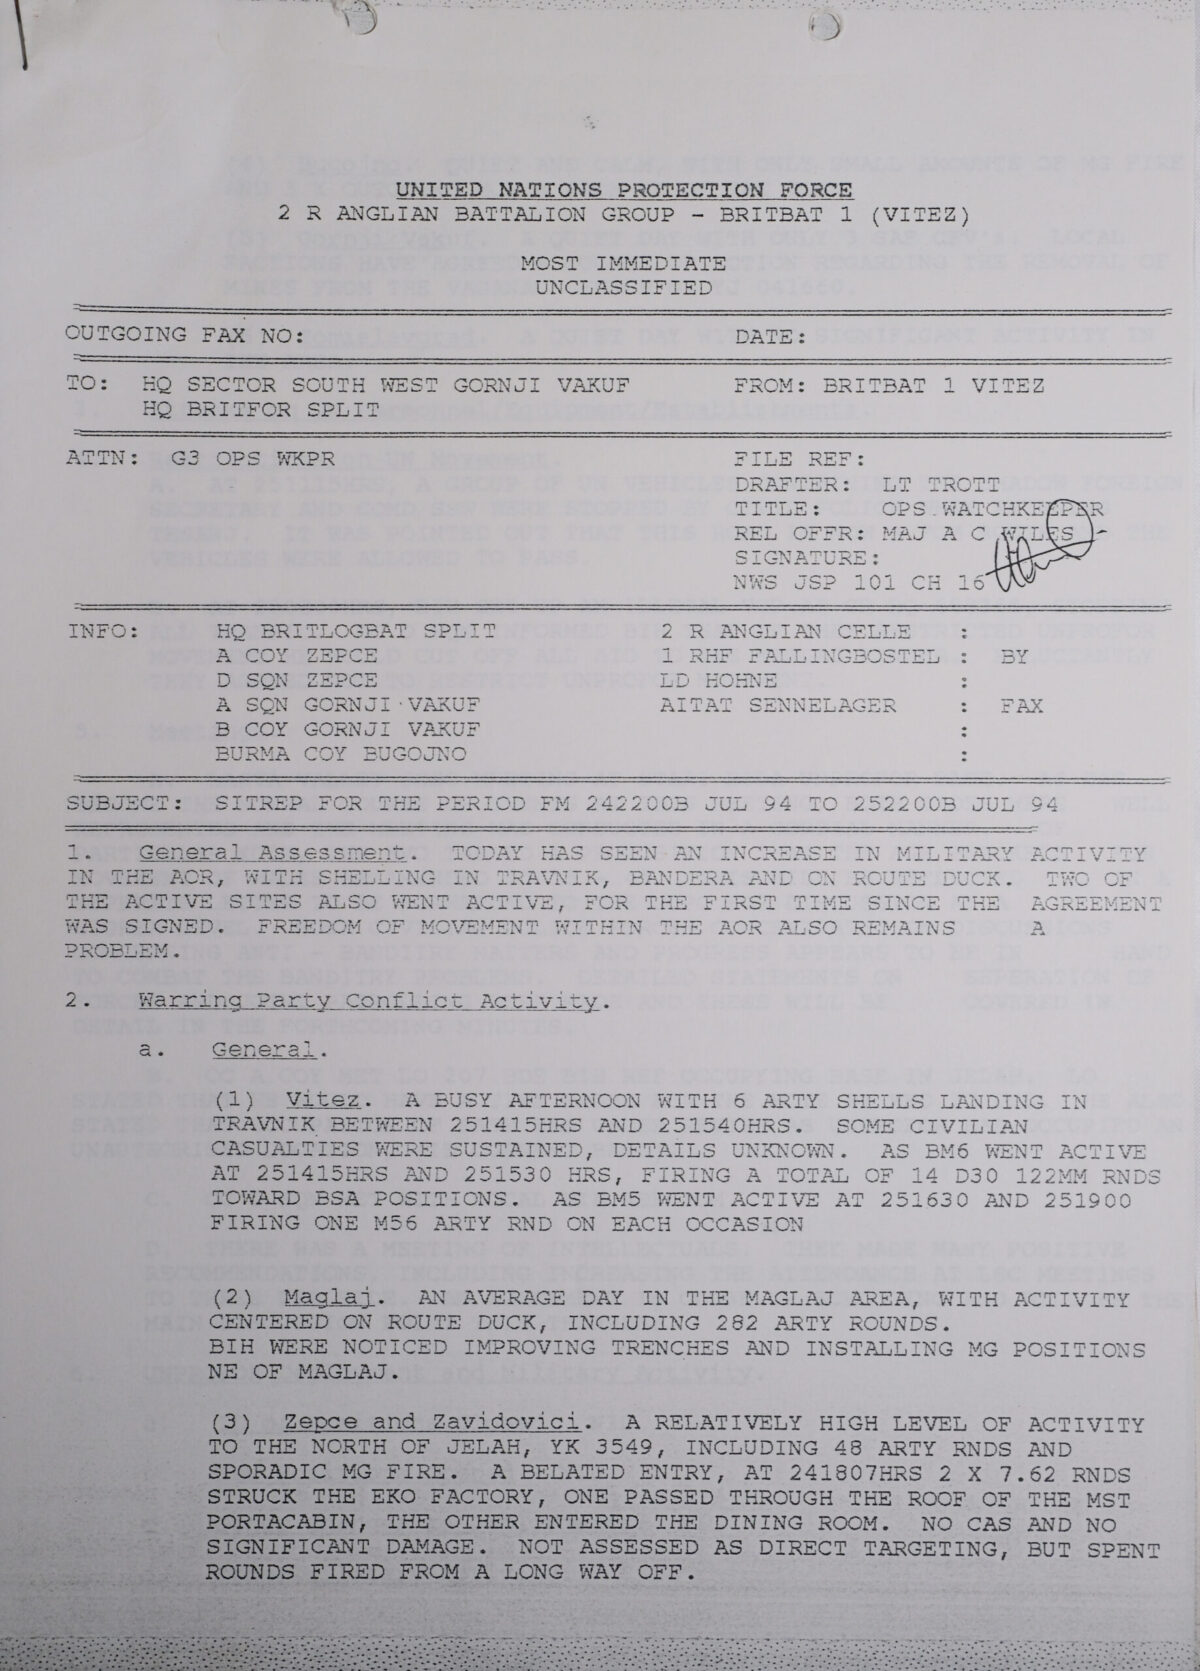 UNITED NATIONS PROTECTION FORCE
2 R ANGLIAN BATTALION GROUP - BRITBAT 1 (VITEZ)
MOST IMMEDIATE
UNCLASSIFIED
OUTGOING FAX NO: DATE:
TO: HQ SECTOR SOUTH WEST GORNJI VAKUF FROM: BRITBAT 1 VITEZ
HQ BRITFOR SPLIT
ATTN: G3 OPS WKPR FILE REF:
DRAFTER: LT TROTT
TITLE: OPS WATCHKEEPER
REL OFFR: MAJ A C WILES
SIGNATURE:
NWS JSP 101 CH 16
INFO: HQ BRITLOGBAT SPLIT 2 R ANGLIAN CELLE :
A COY ZEPCE 1 RHF FALLINGBOSTEL : BY
D SQN ZEPCE LD HOHNE :
A SQN GORNJI VAKUF AITAT SENNELAGER : FAX
B COY GORNJI VAKUF :
BURMA COY BUGOJNO :
SUBJECT: SITREP FOR THE PERIOD FM 242200B JUL 94 TO 252200B JUL 94
1. General Assessment. TODAY HAS SEEN AN INCREASE IN MILITARY ACTIVITY
IN THE AOR, WITH SHELLING IN TRAVNIK, BANDERA AND ON ROUTE DUCK. TWO OF
THE ACTIVE SITES ALSO WENT ACTIVE, FOR THE FIRST TIME SINCE THE AGREEMENT
WAS SIGNED. FREEDOM OF MOVEMENT WITHIN THE AOR ALSO REMAINS A
PROBLEM.
2. Warring Party Conflict Activity.
a. General.
(1) Vitez. A BUSY AFTERNOON WITH 6 ARTY SHELLS LANDING IN
TRAVNIK BETWEEN 251415HRS AND 251540HRS. SOME CIVILIAN
CASUALTIES WERE SUSTAINED, DETAILS UNKNOWN. AS BM6 WENT ACTIVE
AT 251415HRS AND 251530 HRS, FIRING A TOTAL OF 14 D30 122MM RNDS
TOWARD BSA POSITIONS. AS BM5 WENT ACTIVE AT 251630 AND 251900
FIRING ONE M56 ARTY RND ON EACH OCCASION
(2) Maglaj. AN AVERAGE DAY IN THE MAGLAJ AREA, WITH ACTIVITY
CENTERED ON ROUTE DUCK, INCLUDING 282 ARTY ROUNDS.
BIH WERE NOTICED IMPROVING TRENCHES AND INSTALLING MG POSITIONS
NE OF MAGLAJ.
(3) Zepce and Zavidovici. A RELATIVELY HIGH LEVEL OF ACTIVITY
TO THE NORTH OF JELAH, YK 3549, INCLUDING 48 ARTY RNDS AND
SPORADIC MG FIRE. A BELATED ENTRY, AT 241807HRS 2 X 7.62 RNDS
STRUCK THE EKO FACTORY, ONE PASSED THROUGH THE ROOF OF THE MST
PORTACABIN, THE OTHER ENTERED THE DINING ROOM. NO CAS AND NO
SIGNIFICANT DAMAGE. NOT ASSESSED AS DIRECT TARGETING, BUT SPENT
ROUNDS FIRED FROM A LONG WAY OFF.